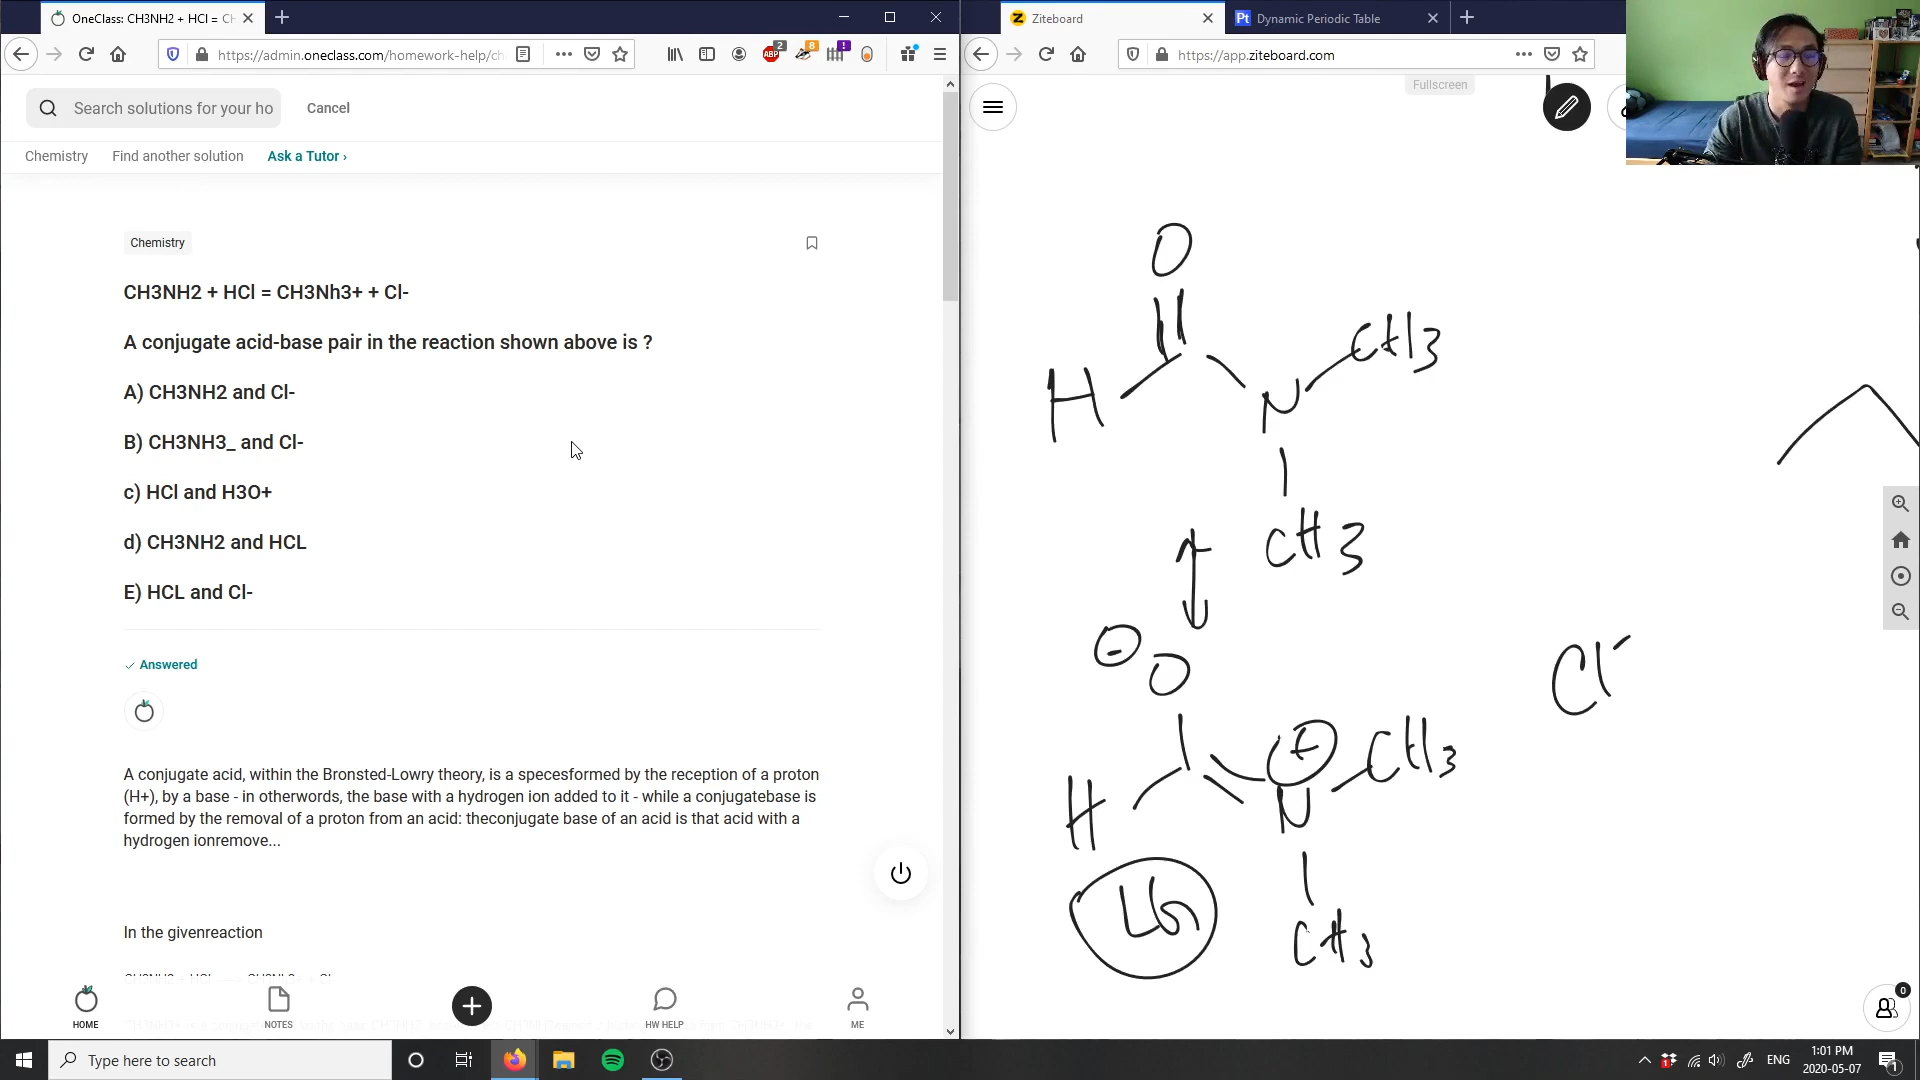 OneClass: CH3NH2 + HCl = CH
https://admin.oneclass.com/homework-help/ch
2
8
!
Search solutions for your ho
Cancel
Chemistry
Find another solution
Ask a Tutor ›
Chemistry
CH3NH2 + HCl = CH3Nh3+ + Cl-
A conjugate acid-base pair in the reaction shown above is ?
A) CH3NH2 and Cl-
B) CH3NH3_ and Cl-
c) HCl and H3O+
d) CH3NH2 and HCL
E) HCL and Cl-
Answered
A conjugate acid, within the Bronsted-Lowry theory, is a specesformed by the reception of a proton
(H+), by a base - in otherwords, the base with a hydrogen ion added to it - while a conjugatebase is
formed by the removal of a proton from an acid: theconjugate base of an acid is that acid with a
hydrogen ionremove...
In the givenreaction
HOME
NOTES
HW HELP
ME
Z Ziteboard
Pt Dynamic Periodic Table
https://app.ziteboard.com
Fullscreen
O
CH3
H
N
CH3
O
Cl-
CH3
H
N
CH3
0
Type here to search
ENG
1:01 PM
2020-05-07
1